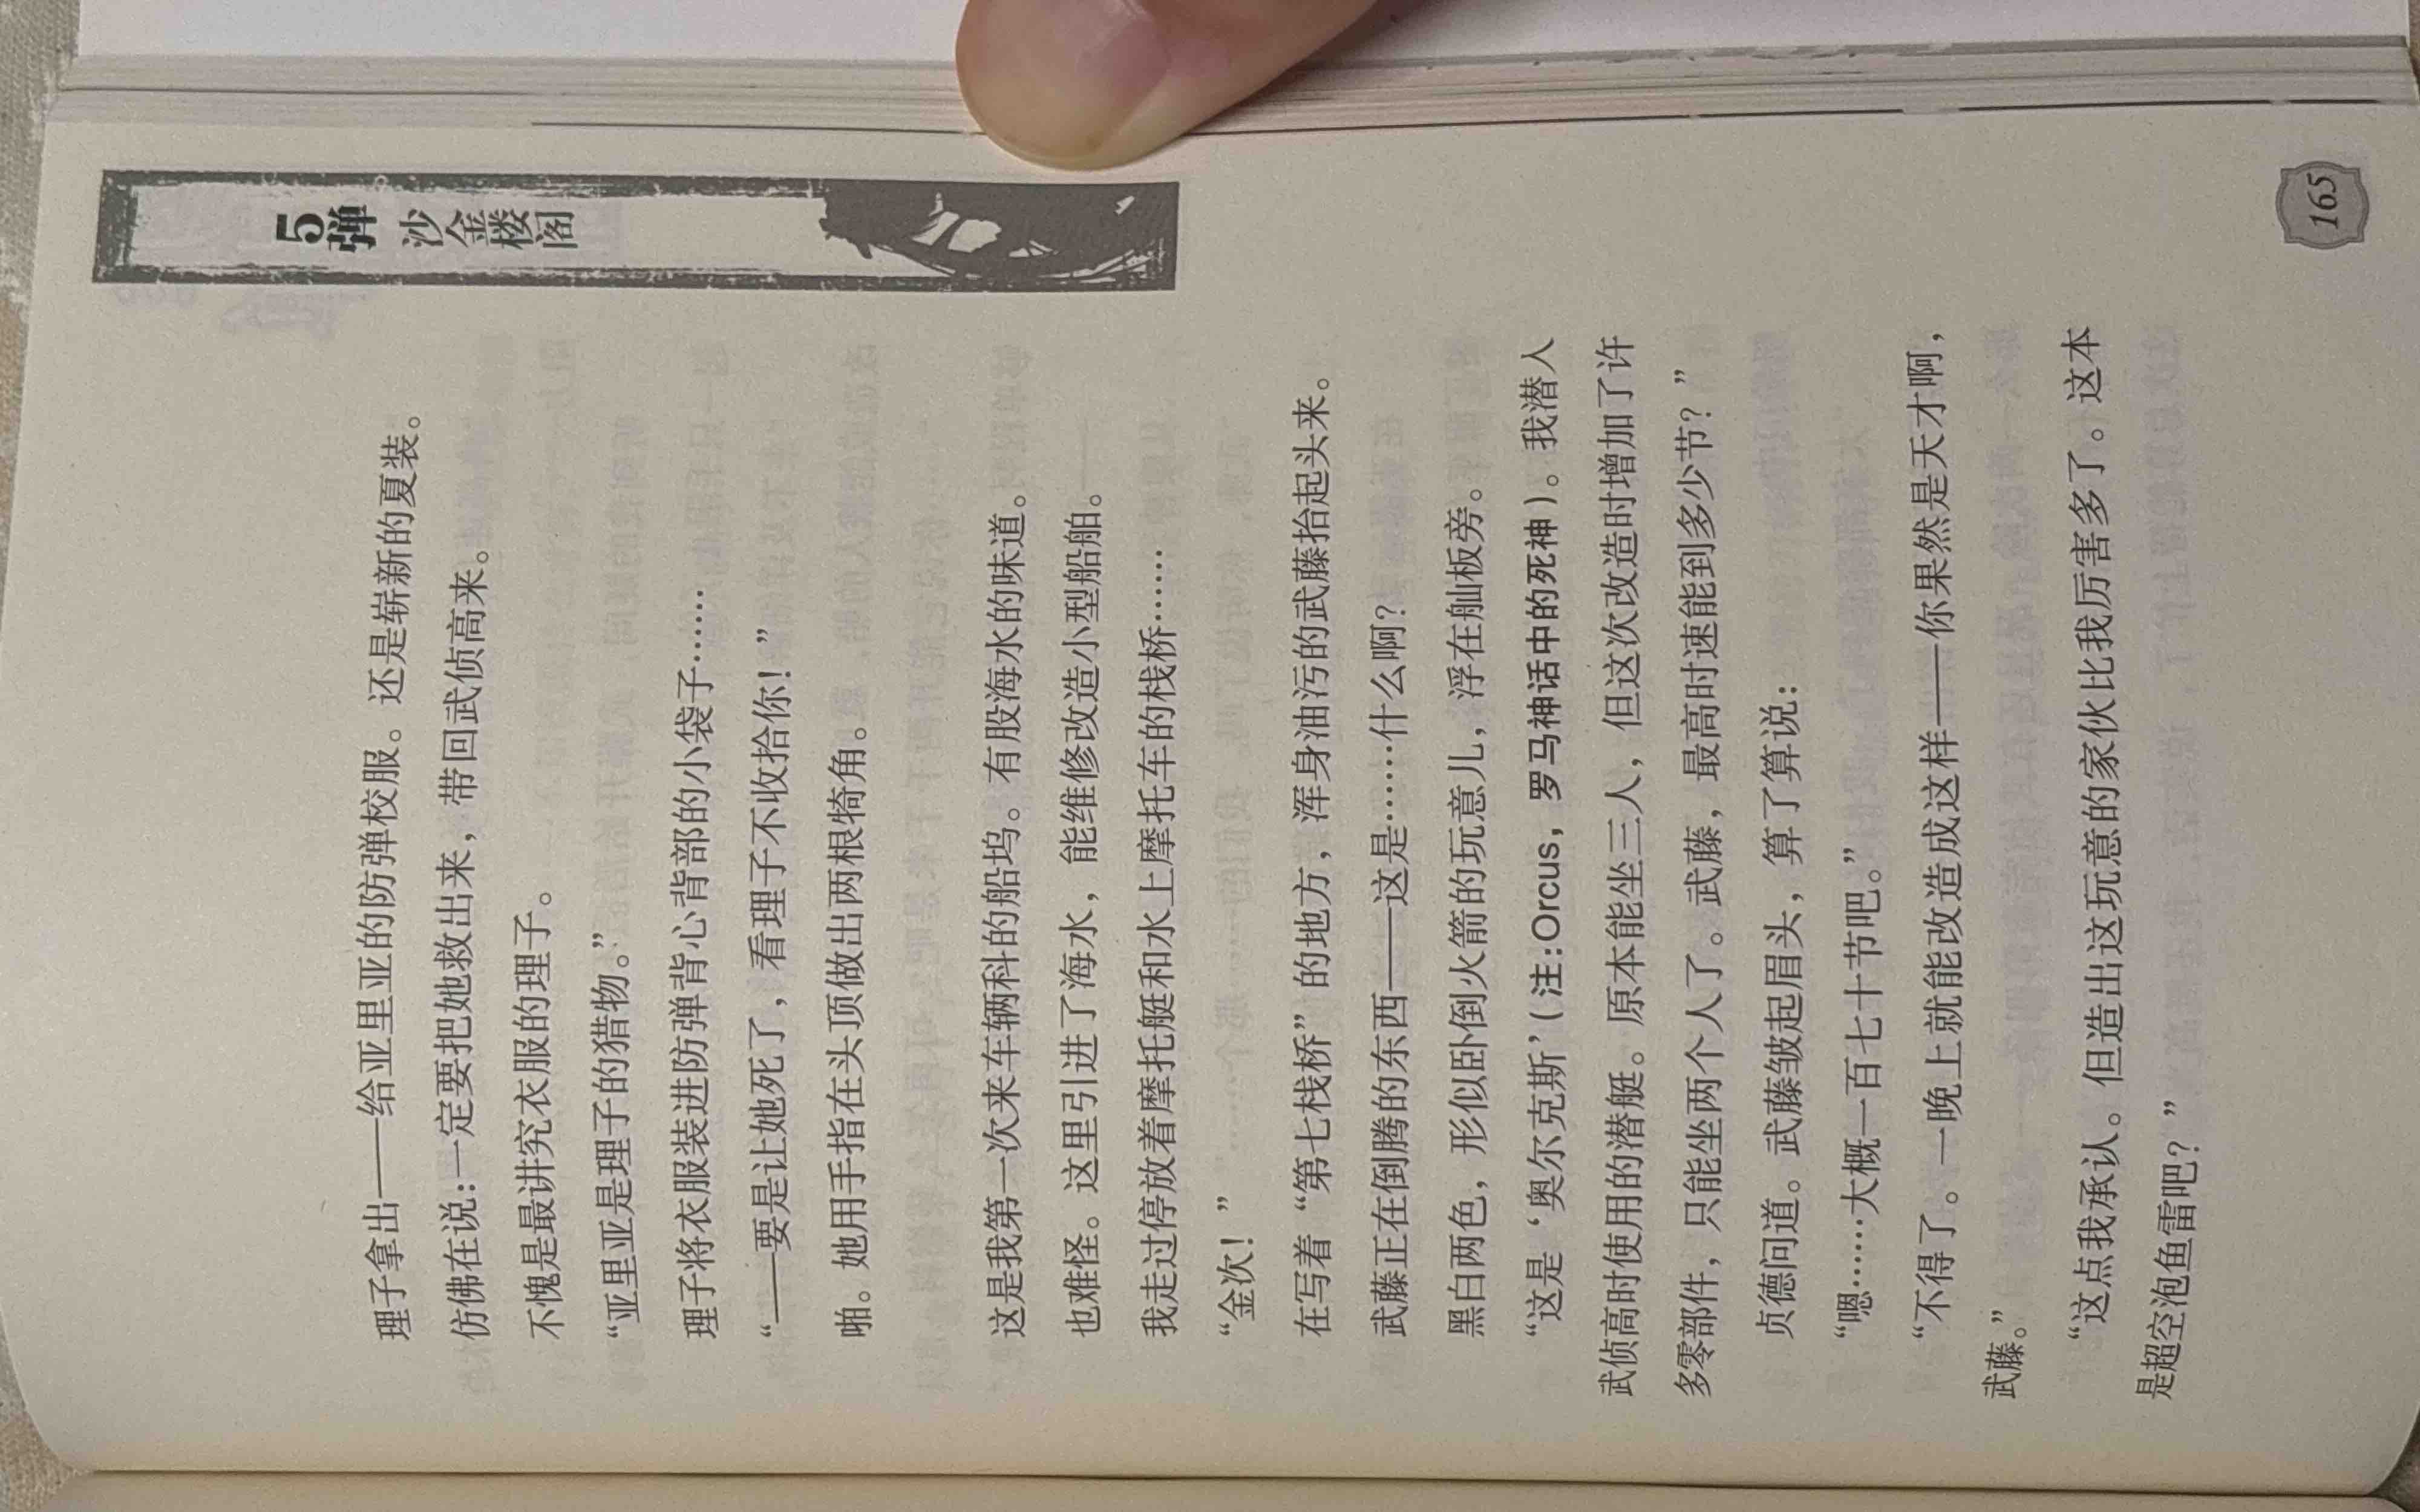 5弹 沙金楼阁
理子拿出——给亚里亚的防弹校服。还是崭新的夏装。
仿佛在说:一定要把她救出来，带回武侦高来。
不愧是最讲究衣服的理子。
“亚里亚是理子的猎物。”
理子将衣服装进防弹背心背部的小袋子……
“——要是让她死了，看理子不收拾你！”
啪。她用手指在头顶做出两根犄角。
这是我第一次来车辆科的船坞。有股海水的味道。
也难怪。这里引进了海水，能维修改造小型船舶。
我走过停放着摩托艇和水上摩托车的栈桥……
“金次！”
在写着“第七栈桥”的地方，浑身油污的武藤抬起头来。
武藤正在倒腾的东西——这是……什么啊？
黑白两色，形似卧倒火箭的玩意儿，浮在舢板旁。
“这是‘奥尔克斯’(注:Orcus，罗马神话中的死神)。我潜入
武侦高时使用的潜艇。原本能坐三人，但这次改造时增加了许
多零部件，只能坐两个人了。武藤，最高时速能到多少节？”
贞德问道。武藤皱起眉头，算了算说：
“嗯……大概一百七十节吧。”
“不得了。一晚上就能改造成这样——你果然是天才啊，
武藤。”
“这点我承认。但造出这玩意的家伙比我厉害多了。这本
是超空泡鱼雷吧？”
165